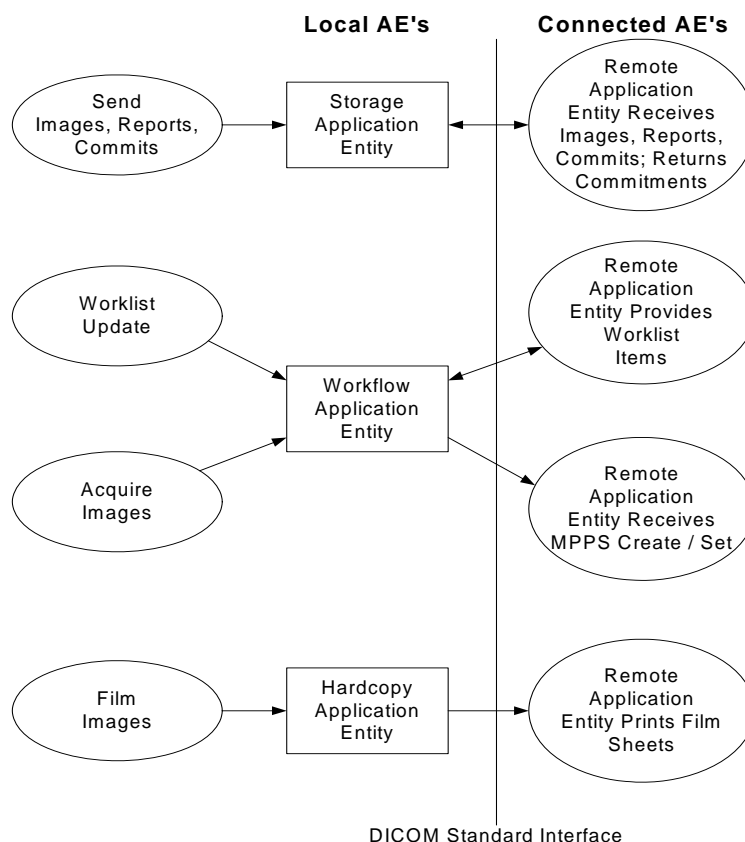 Local AE's
Connected AE's
Send
Images, Reports,
Commits
Storage
Application
Entity
Remote
Application
Entity Receives
Images, Reports,
Commits; Returns
Commitments
Worklist
Update
Remote
Application
Entity Provides
Worklist
Items
Workflow
Application
Entity
Acquire
Images
Remote
Application
Entity Receives
MPPS Create / Set
Film
Images
Hardcopy
Application
Entity
Remote
Application
Entity Prints Film
Sheets
DICOM Standard Interface